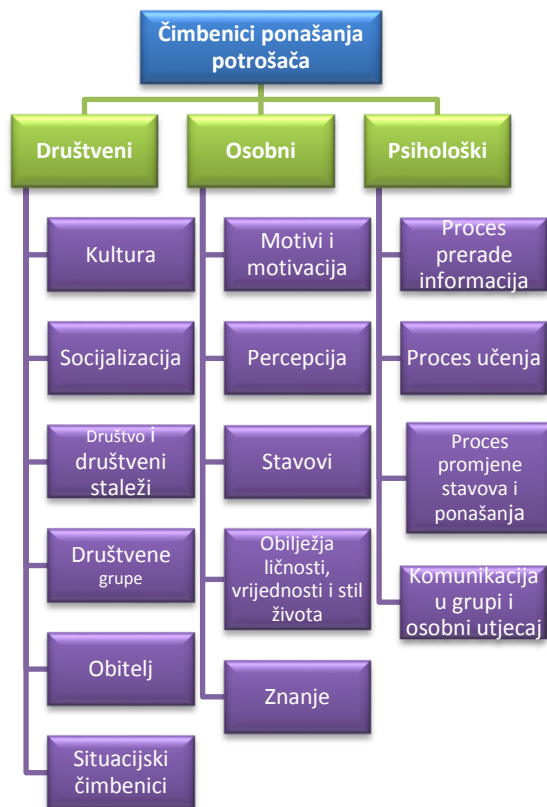 Čimbenici ponašanja
potrošača
Društveni
Osobni
Psihološki
Kultura
Socijalizacija
Društvo i
društveni
staleži
Društvene
grupe
Obitelj
Situacijski
čimbenici
Motivi i
motivacija
Percepcija
Stavovi
Obilježja
ličnosti,
vrijednosti i stil
života
Znanje
Proces
prerade
informacija
Proces učenja
Proces
promjene
stavova i
ponašanja
Komunikacija
u grupi i
osobni utjecaj